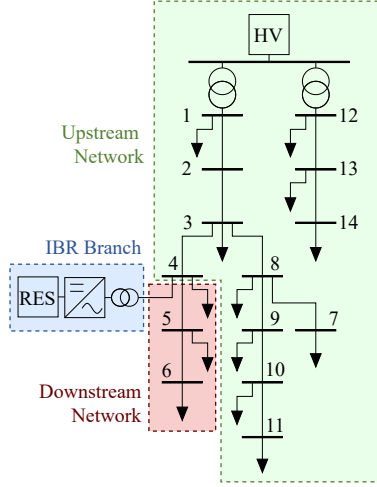 HV
1
12
Upstream
Network
2
13
3
14
IBR Branch
4
8
RES
5
9
7
6
10
Downstream
Network
11